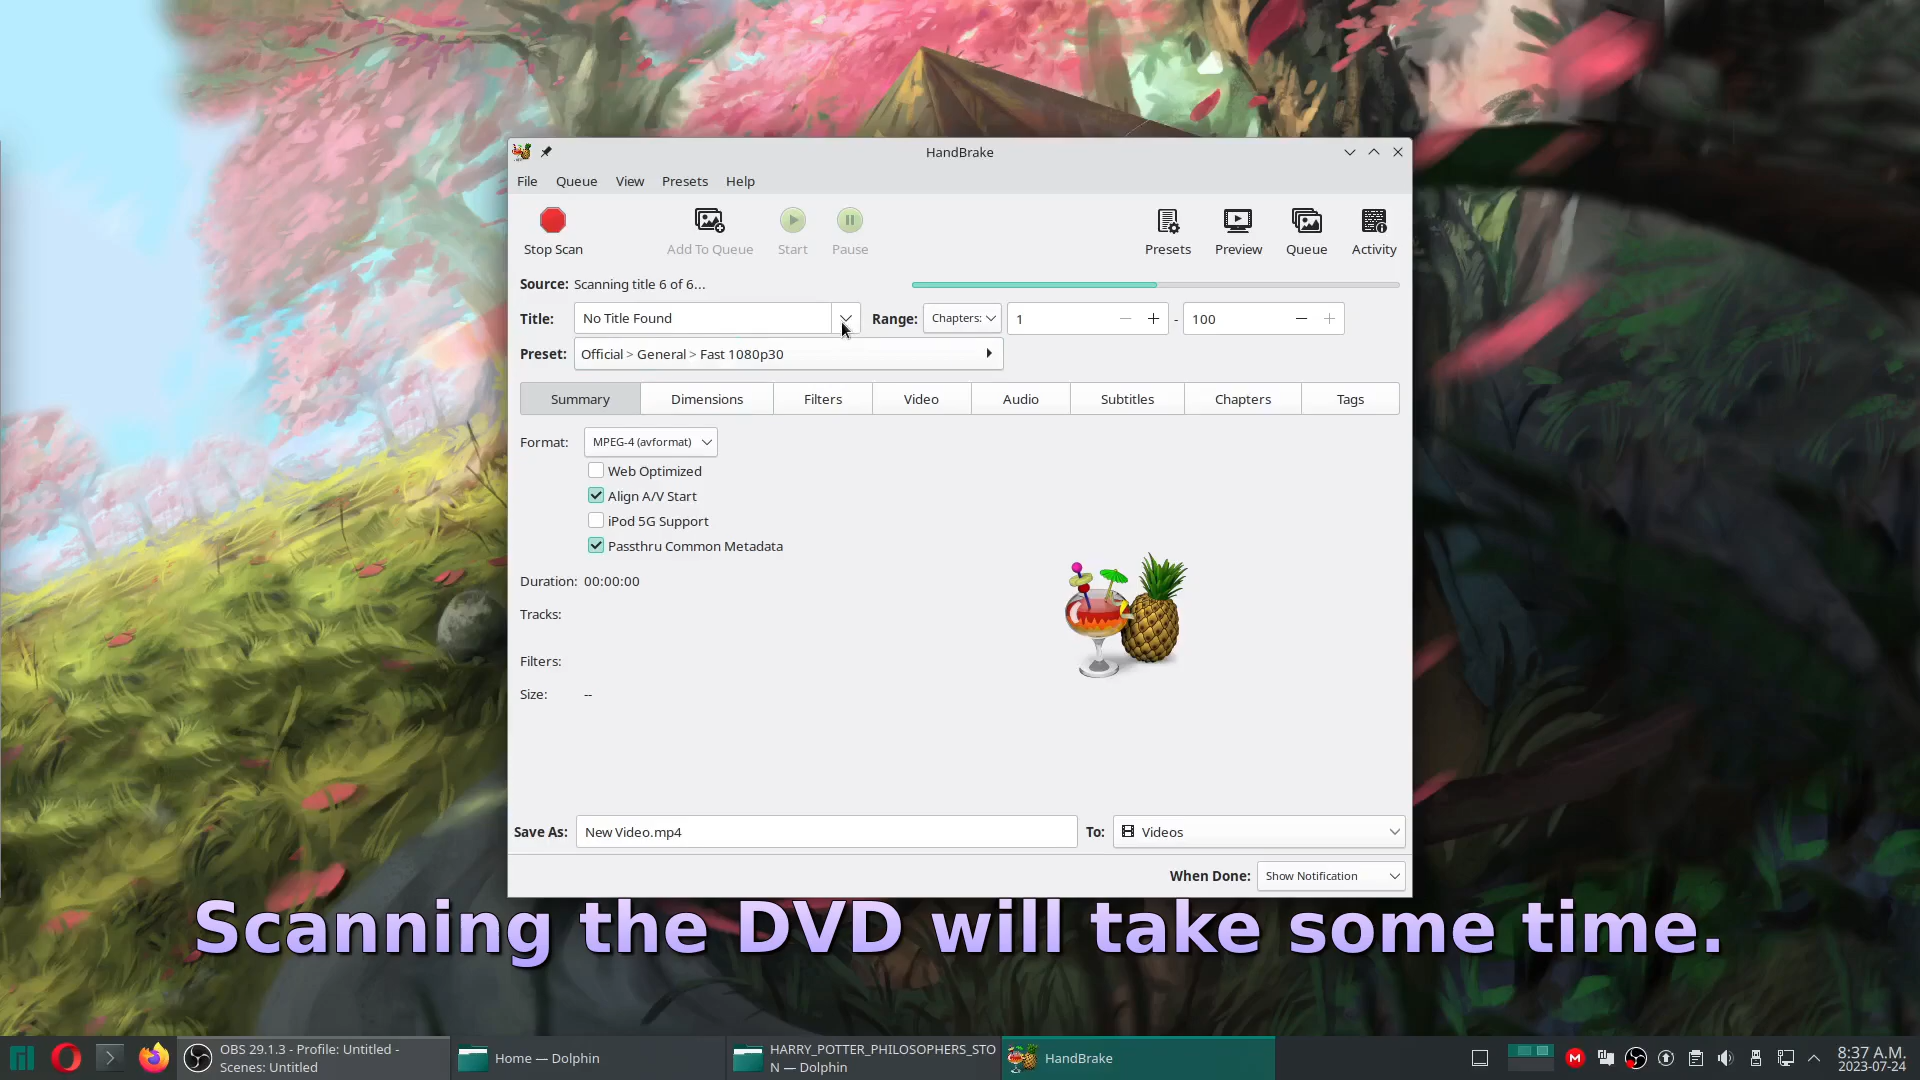 HandBrake
File Queue View Presets Help
Stop Scan Add To Queue Start Pause Presets Preview Queue Activity
Source: Scanning title 6 of 6...
Title: No Title Found Range: Chapters: 1 - 100
Preset: Official > General > Fast 1080p30
Summary Dimensions Filters Video Audio Subtitles Chapters Tags
Format: MPEG-4 (avformat)
Web Optimized
Align A/V Start
iPod 5G Support
Passthru Common Metadata
Duration: 00:00:00
Tracks:
Filters:
Size: --
Save As: New Video.mp4 To: Videos
When Done: Show Notification
Scanning the DVD will take some time.
OBS 29.1.3 - Profile: Untitled -
Scenes: Untitled
Home — Dolphin
HARRY_POTTER_PHILOSOPHERS_STO
N — Dolphin
HandBrake
8:37 A.M.
2023-07-24